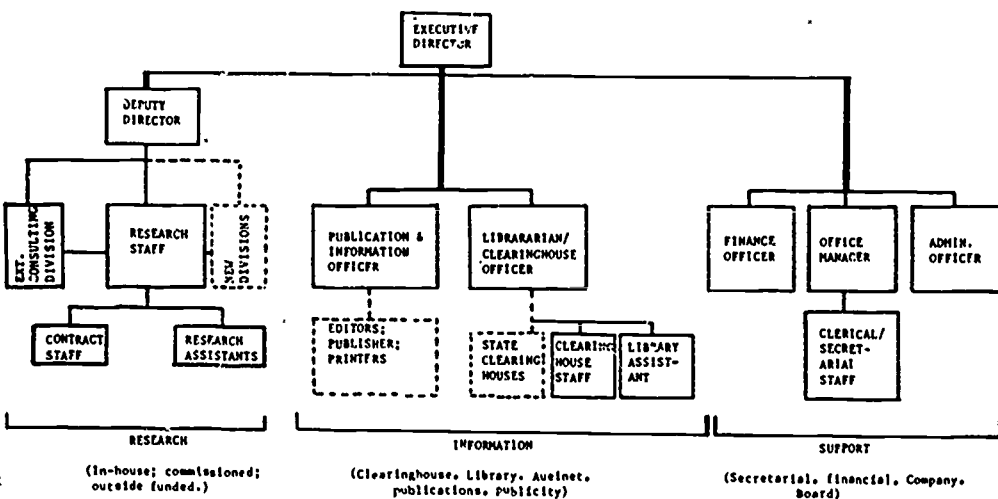 EXECUTIVE
DIRECTOR
DEPUTY
DIRECTOR
EXT.
CONSULTING
DIVISION
RESEARCH
STAFF
NEW
DIVISIONS
CONTRACT
STAFF
RESEARCH
ASSISTANTS
PUBLICATION &
INFORMATION
OFFICER
LIBRARARIAN/
CLEARINGHOUSE
OFFICER
EDITORS;
PUBLISHER;
PRINTERS
STATE
CLEARING
HOUSES
CLEARING
HOUSE
STAFF
LIBRARY
ASSIST-
ANT
FINANCE
OFFICER
OFFICE
MANAGER
ADMIN.
OFFICER
CLERICAL/
SECRET-
ARIAL
STAFF
RESEARCH
INFORMATION
SUPPORT
(In-house; commissioned;
outside funded.)
(Clearinghouse, Library, Ausinet,
publications, publicity)
(Secretarial, financial, Company,
Board)